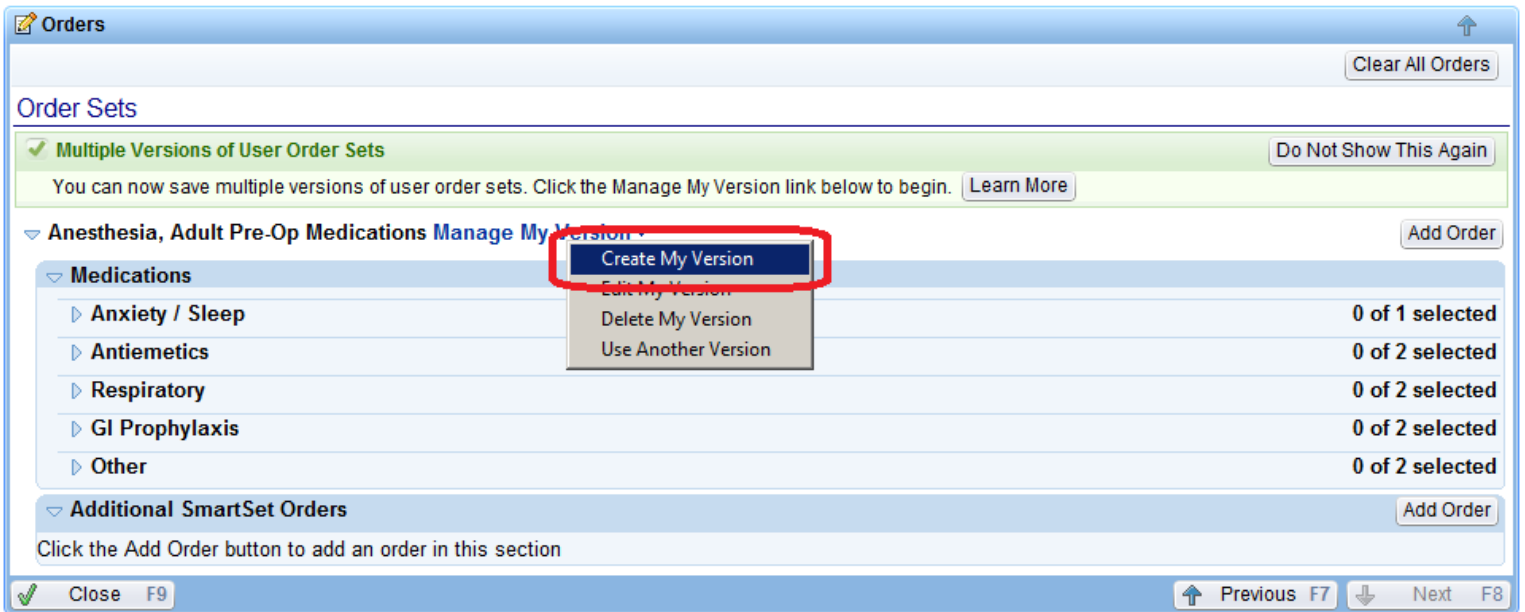 Orders
Clear All Orders
Order Sets
Multiple Versions of User Order Sets Do Not Show This Again
You can now save multiple versions of user order sets. Click the Manage My Version link below to begin. Learn More
Anesthesia, Adult Pre-Op Medications Manage My Version Add Order
Create My Version
Medications
Edit My Version
Anxiety / Sleep 0 of 1 selected
Delete My Version
Antiemetics 0 of 2 selected
Use Another Version
Respiratory 0 of 2 selected
GI Prophylaxis 0 of 2 selected
Other 0 of 2 selected
Additional SmartSet Orders Add Order
Click the Add Order button to add an order in this section
Close F9 Previous F7 Next F8